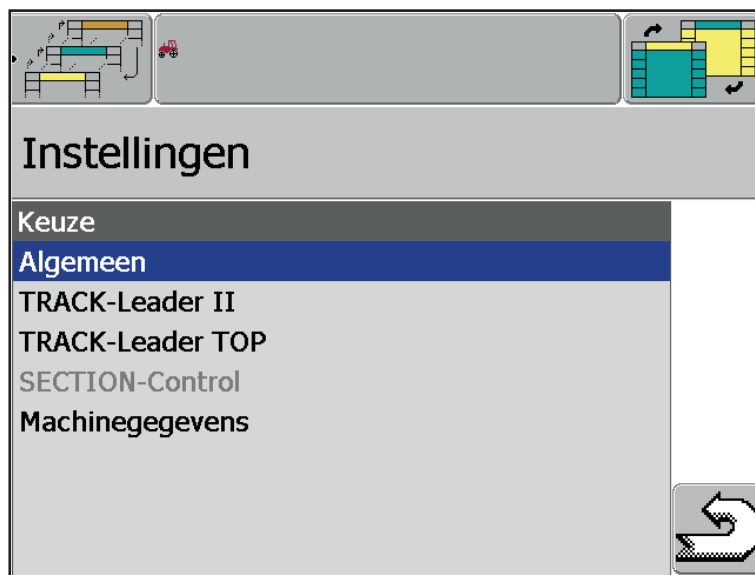 Instellingen
Keuze
Algemeen
TRACK-Leader II
TRACK-Leader TOP
SECTION-Control
Machinegegevens